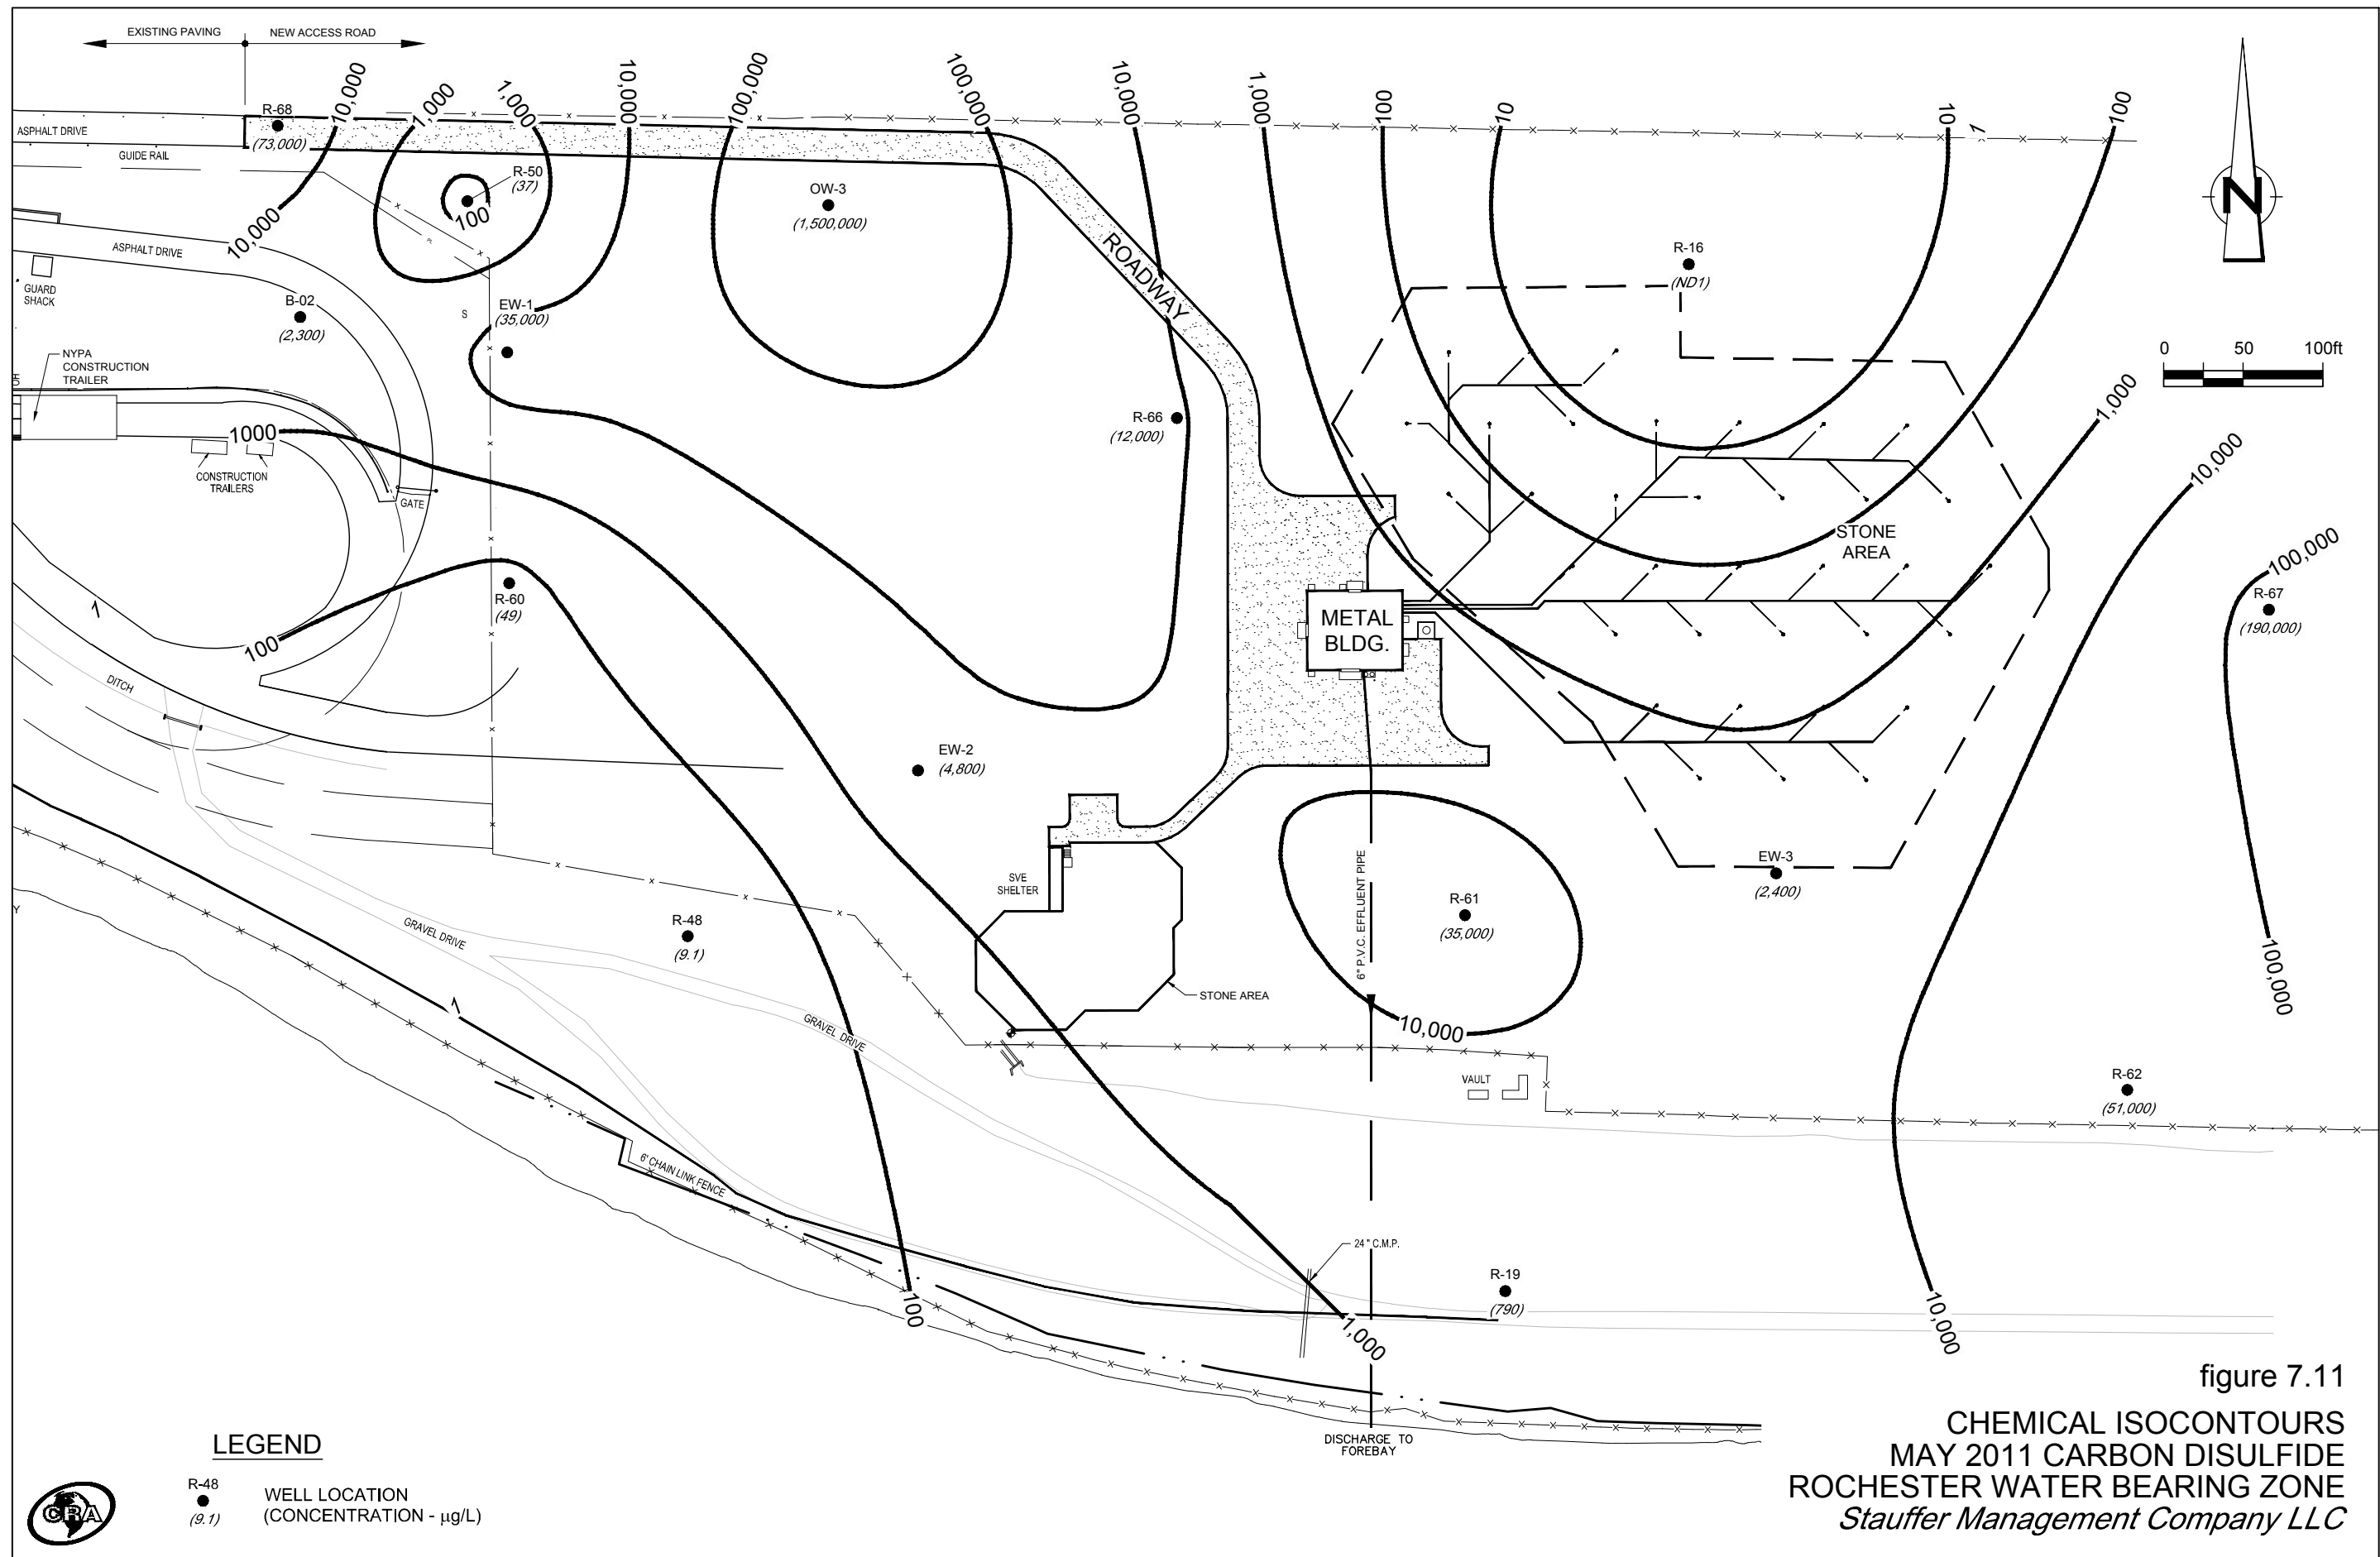 EXISTING PAVING
NEW ACCESS ROAD
10,000
1,000
1,000
10,000
100,000
100,000
10,000
1,000
100
10
10
1
100
R-68
(73,000)
ASPHALT DRIVE
GUIDE RAIL
R-50
(37)
100
OW-3
(1,500,000)
N
10,000
ASPHALT DRIVE
ROADWAY
R-16
(ND1)
GUARD
SHACK
B-02
(2,300)
S
EW-1
(35,000)
0 50 100ft
NYPA
CONSTRUCTION
TRAILER
1,000
R-66
(12,000)
1000
10,000
CONSTRUCTION
TRAILERS
GATE
STONE
AREA
100,000
R-67
(190,000)
R-60
(49)
1
100
METAL
BLDG.
DITCH
EW-2
(4,800)
SVE
SHELTER
6" P.V.C. EFFLUENT PIPE
EW-3
(2,400)
R-61
(35,000)
Y
R-48
(9.1)
GRAVEL DRIVE
100,000
STONE AREA
1
GRAVEL DRIVE
10,000
VAULT
R-62
(51,000)
6' CHAIN LINK FENCE
24" C.M.P.
R-19
(790)
100
1,000
10,000
DISCHARGE TO
FOREBAY
figure 7.11
CHEMICAL ISOCONTOURS
MAY 2011 CARBON DISULFIDE
ROCHESTER WATER BEARING ZONE
Stauffer Management Company LLC
LEGEND
R-48
(9.1)
WELL LOCATION
(CONCENTRATION - µg/L)
CRA